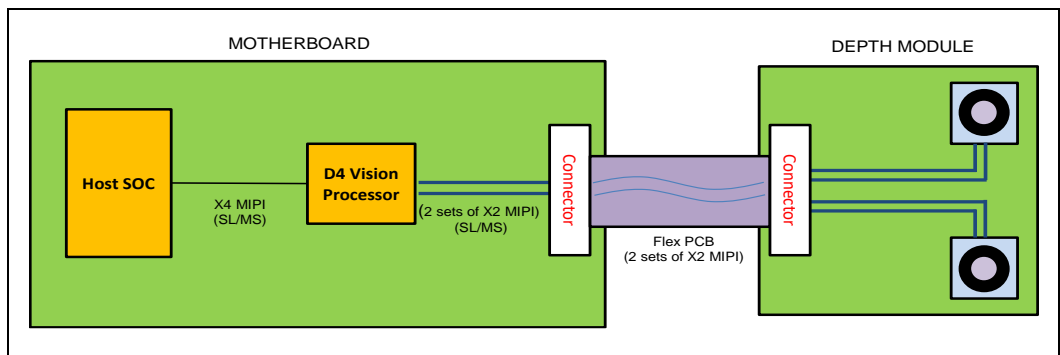 MOTHERBOARD
DEPTH MODULE
Host SOC
X4 MIPI
(SL/MS)
D4 Vision
Processor
(2 sets of X2 MIPI)
(SL/MS)
Connector
Flex PCB
(2 sets of X2 MIPI)
Connector